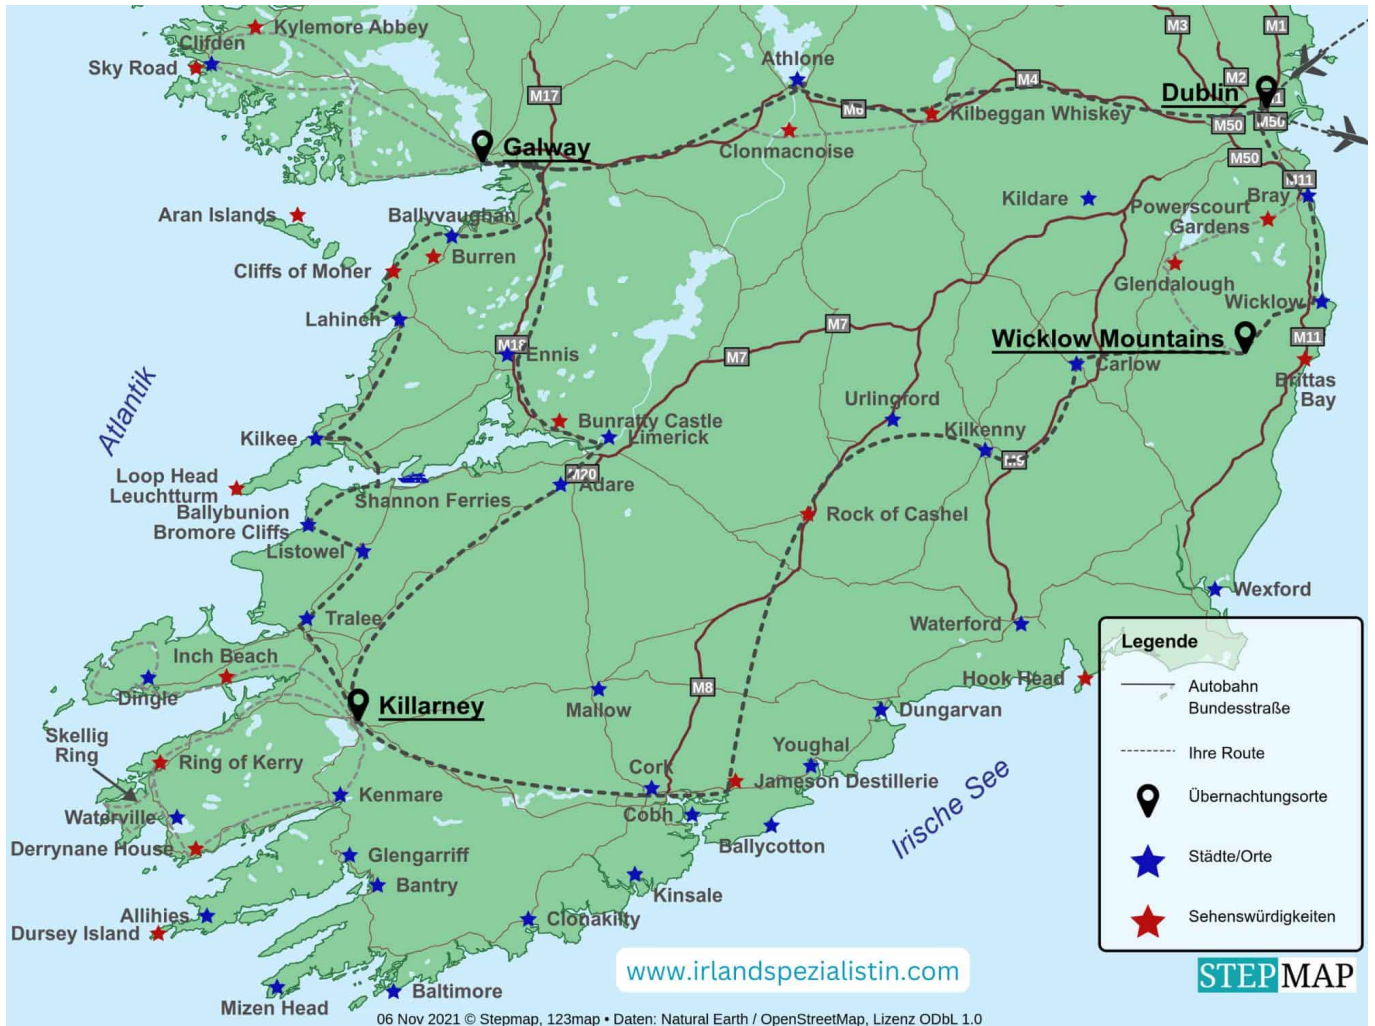 Kylemore Abbey
Clifden
Sky Road
M17
Athlone
M3
M1
M4
M2
M6
Dublin
Kilbeggan Whiskey
M50
M50
Galway
Clonmacnoise
M50
M11
Aran Islands
Ballyvaughan
Kildare
Bray
Powerscourt
Gardens
Burren
Cliffs of Moher
Glendalough
Wicklow
Lahinch
M7
M18
Ennis
M7
Wicklow Mountains
M11
Carlow
Brittas
Bay
Atlantik
Urlingford
Bunratty Castle
Kilkenny
Kilkee
Limerick
M9
Loop Head
Leuchtturm
M20
Adare
Shannon Ferries
Ballybunion
Bromore Cliffs
Rock of Cashel
Listowel
Wexford
Tralee
Waterford
Inch Beach
Dingle
Hook Head
M8
Killarney
Mallow
Dungarvan
Skellig
Ring
Ring of Kerry
Youghal
Cork
Jameson Destillerie
Kenmare
Waterville
Cobh
Irische See
Derrynane House
Ballycotton
Glengarriff
Bantry
Kinsale
Allihies
Clonakilty
Dursey Island
Baltimore
Mizen Head
Legende
Autobahn
Bundesstraße
Ihre Route
Übernachtungsorte
Städte/Orte
Sehenswürdigkeiten
www.irlandspezialistin.com
STEPMAP
06 Nov 2021 © Stepmap, 123map • Daten: Natural Earth / OpenStreetMap, Lizenz ODbL 1.0